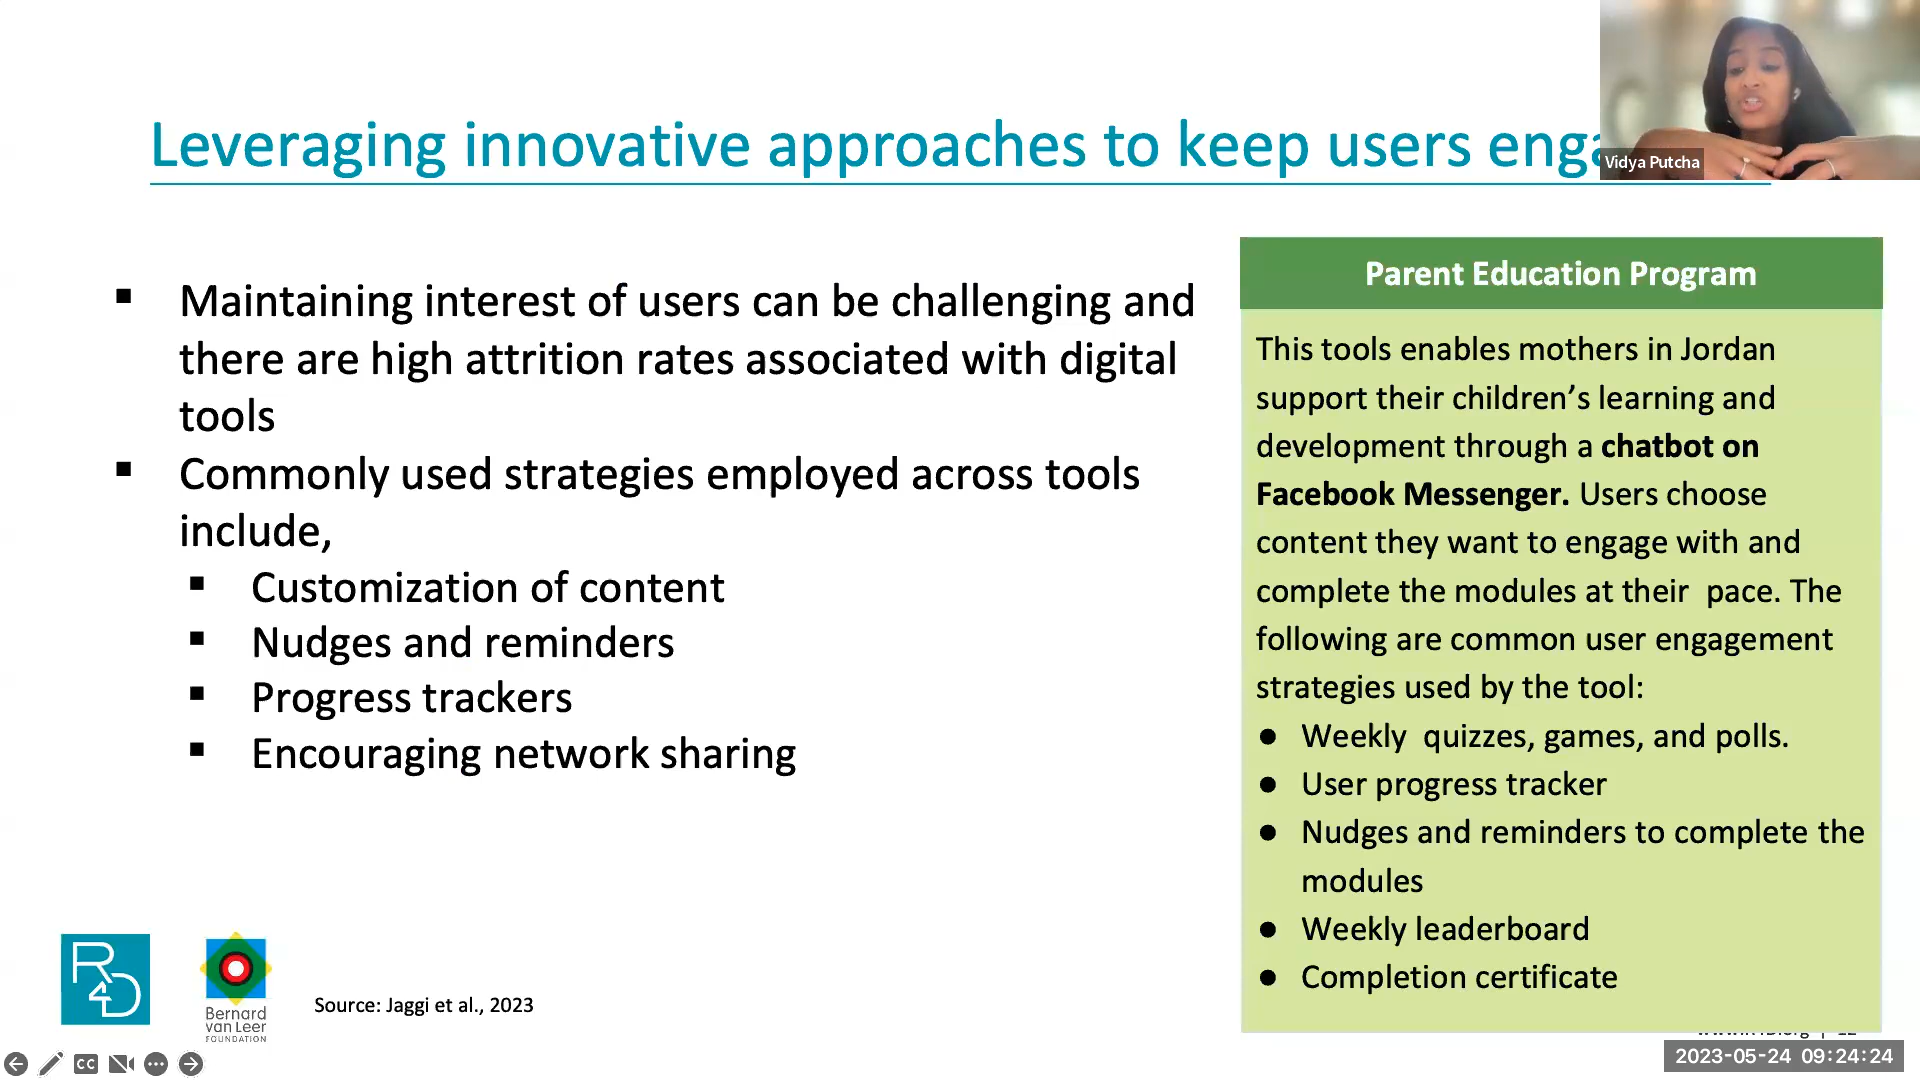 Leveraging innovative approaches to keep users
Vidya Putcha
▪ Maintaining interest of users can be challenging and
there are high attrition rates associated with digital
tools
▪ Commonly used strategies employed across tools
include,
▪ Customization of content
▪ Nudges and reminders
▪ Progress trackers
▪ Encouraging network sharing
Parent Education Program
This tools enables mothers in Jordan
support their children’s learning and
development through a chatbot on
Facebook Messenger. Users choose
content they want to engage with and
complete the modules at their pace. The
following are common user engagement
strategies used by the tool:
● Weekly quizzes, games, and polls.
● User progress tracker
● Nudges and reminders to complete the
modules
● Weekly leaderboard
● Completion certificate
R4D
Bernard
van Leer
FOUNDATION
Source: Jaggi et al., 2023
CC
2023-05-24 09:24:24